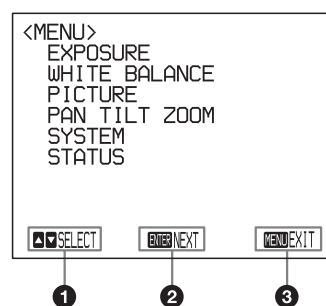 <MENU>
EXPOSURE
WHITE BALANCE
PICTURE
PAN TILT ZOOM
SYSTEM
STATUS
▲▼SELECT ENTER NEXT MENU EXIT
1 2 3